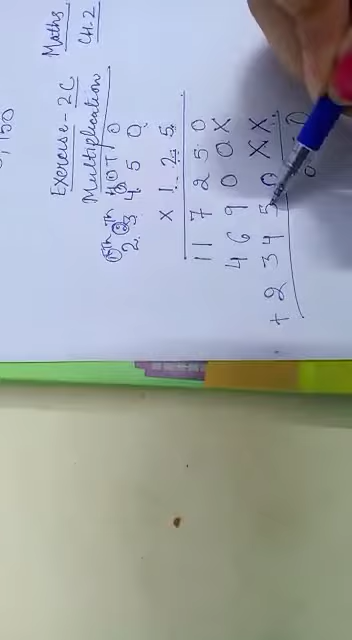 Maths
CH-2
Exercise - 2C
Multiplication
Th H T O
2 3 4 5 0
× 1 2 5
1 1 7 2 5 0
4 6 9 0 0 X
+ 2 3 4 5 0 X X